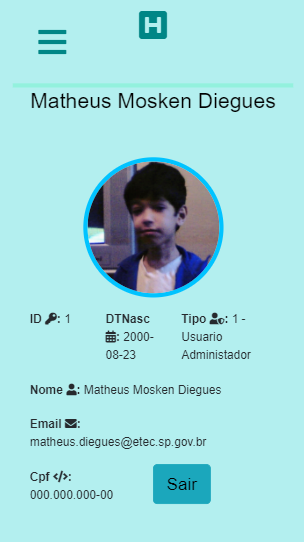 H
Matheus Mosken Diegues
ID : 1
DTNasc
: 2000-
08-23
Tipo : 1 -
Usuario
Administador
Nome : Matheus Mosken Diegues
Email :
matheus.diegues@etec.sp.gov.br
Cpf </>:
000.000.000-00
Sair